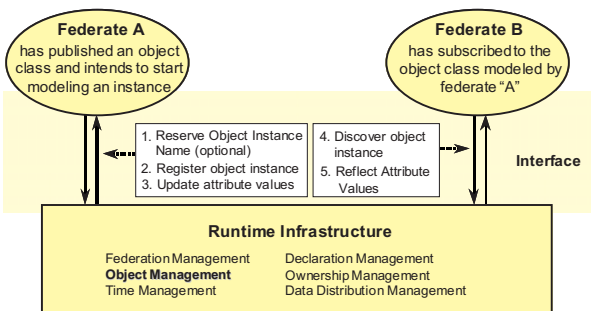 Federate A
has published an object
class and intends to start
modeling an instance
Federate B
has subscribed to the
object class modeled by
federate “A”
1. Reserve Object Instance
Name (optional)
2. Register object instance
3. Update attribute values
4. Discover object
instance
5. Reflect Attribute
Values
Interface
Runtime Infrastructure
Federation Management
Object Management
Time Management
Declaration Management
Ownership Management
Data Distribution Management